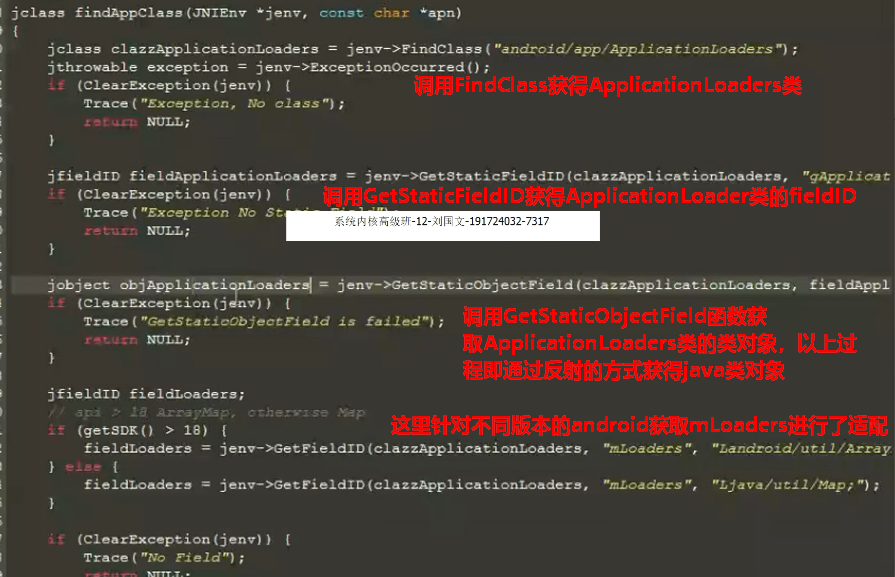 jclass findAppClass(JNIEnv *jenv, const char *apn)
{
jclass clazzApplicationLoaders = jenv->FindClass("android/app/ApplicationLoaders");
jthrowable exception = jenv->ExceptionOccurred();
if (ClearException(jenv)) {
调用FindClass获得ApplicationLoaders类
Trace("Exception, No class");
return NULL;
}
jfieldID fieldApplicationLoaders = jenv->GetStaticFieldID(clazzApplicationLoaders, "gApplicat
if (ClearException(jenv)) {
调用GetStaticFieldID获得ApplicationLoader类的fieldID
Trace("Exception No Sta
系统内核高级班-12-刘国文-191724032-7317
return NULL;
}
jobject objApplicationLoaders = jenv->GetStaticObjectField(clazzApplicationLoaders, fieldAppl
if (ClearException(jenv)) {
Trace("GetStaticObjectField is failed");
调用GetStaticObjectField函数获
return NULL;
取ApplicationLoaders类的类对象，以上过
}
程即通过反射的方式获得java类对象
jfieldID fieldLoaders;
// api > 18 ArrayMap, otherwise Map
这里针对不同版本的android获取mLoaders进行了适配
if (getSDK() > 18) {
fieldLoaders = jenv->GetFieldID(clazzApplicationLoaders, "mLoaders", "Landroid/util/Array
} else {
fieldLoaders = jenv->GetFieldID(clazzApplicationLoaders, "mLoaders", "Ljava/util/Map;");
}
if (ClearException(jenv)) {
Trace("No Field");
return NULL;